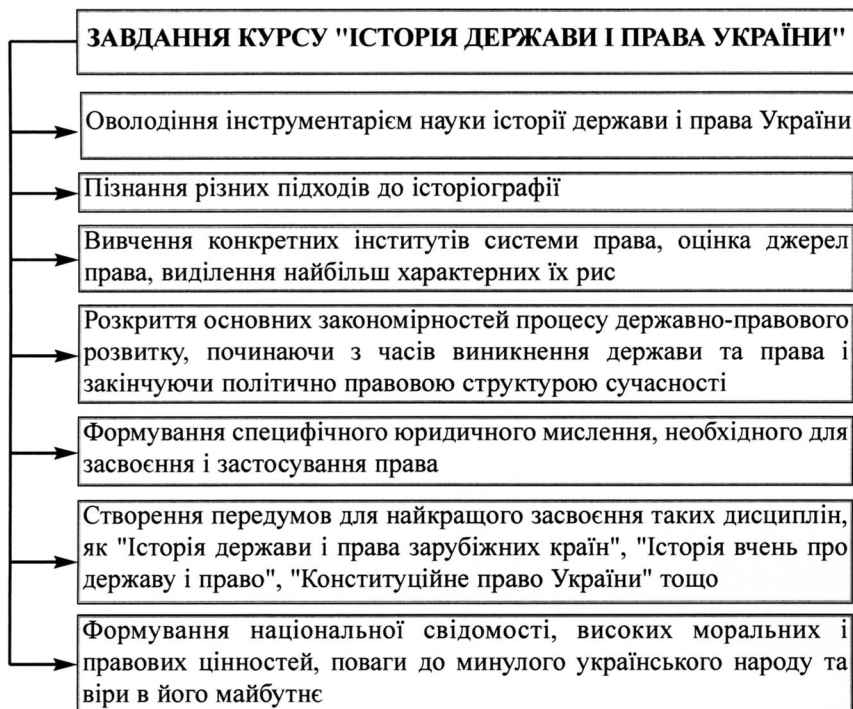 ЗАВДАННЯ КУРСУ "ІСТОРІЯ ДЕРЖАВИ І ПРАВА УКРАЇНИ"
Оволодіння інструментарієм науки історії держави і права України
Пізнання різних підходів до історіографії
Вивчення конкретних інститутів системи права, оцінка джерел
права, виділення найбільш характерних їх рис
Розкриття основних закономірностей процесу державно-правового
розвитку, починаючи з часів виникнення держави та права і
закінчуючи політично правовою структурою сучасності
Формування специфічного юридичного мислення, необхідного для
засвоєння і застосування права
Створення передумов для найкращого засвоєння таких дисциплін,
як "Історія держави і права зарубіжних країн", "Історія вчень про
державу і право", "Конституційне право України" тощо
Формування національної свідомості, високих моральних і
правових цінностей, поваги до минулого українського народу та
віри в його майбутнє